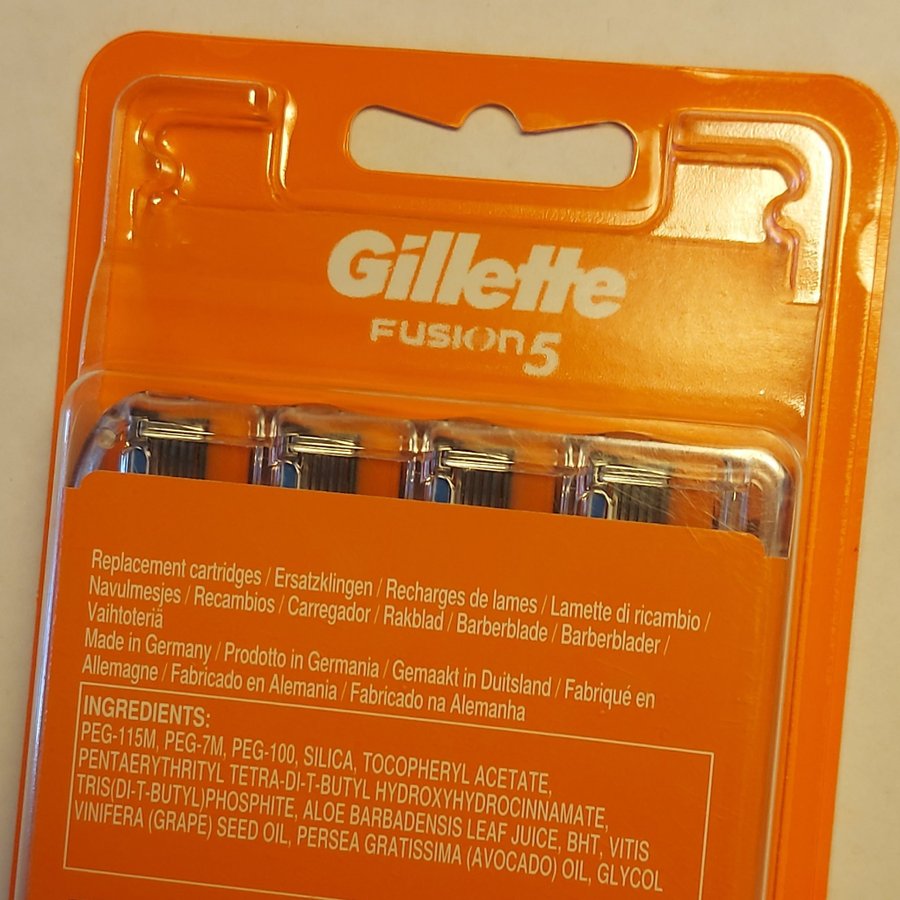 Gillette
FUSION5
Replacement cartridges / Ersatzklingen / Recharges de lames / Lamette di ricambio /
Navulmesjes / Recambios / Carregador / Rakblad / Barberblade / Barberblader /
Vaihtoteriä
Made in Germany / Prodotto in Germania / Gemaakt in Duitsland / Fabriqué en
Allemagne / Fabricado en Alemania / Fabricado na Alemanha
INGREDIENTS:
PEG-115M, PEG-7M, PEG-100, SILICA, TOCOPHERYL ACETATE,
PENTAERYTHRITYL TETRA-DI-T-BUTYL HYDROXYHYDROCINNAMATE,
TRIS(DI-T-BUTYL)PHOSPHITE, ALOE BARBADENSIS LEAF JUICE, BHT, VITIS
VINIFERA (GRAPE) SEED OIL, PERSEA GRATISSIMA (AVOCADO) OIL, GLYCOL